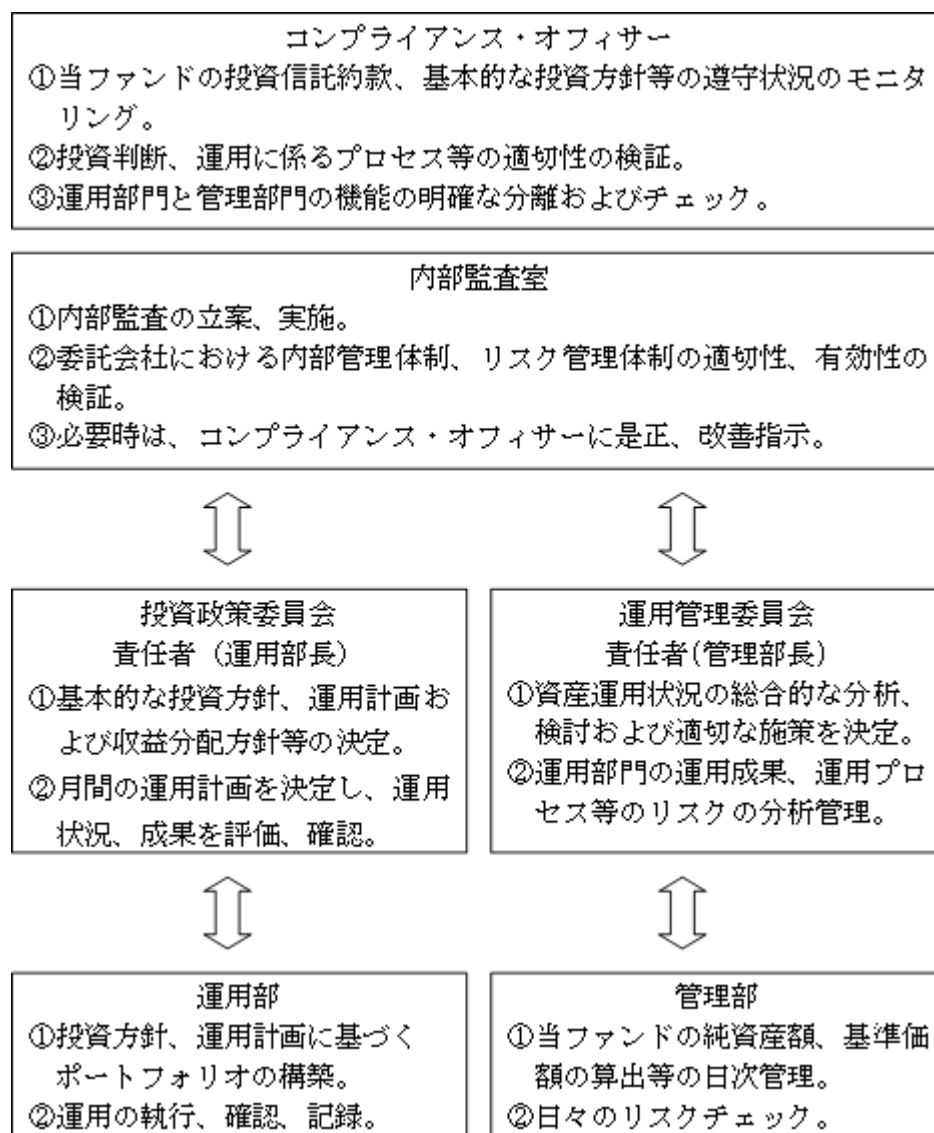 コンプライアンス・オフィサー
①当ファンドの投資信託約款、基本的な投資方針等の遵守状況のモニタ
リング。
②投資判断、運用に係るプロセス等の適切性の検証。
③運用部門と管理部門の機能の明確な分離およびチェック。
内部監査室
①内部監査の立案、実施。
②委託会社における内部管理体制、リスク管理体制の適切性、有効性の
検証。
③必要時は、コンプライアンス・オフィサーに是正、改善指示。
投資政策委員会
責任者（運用部長）
①基本的な投資方針、運用計画お
よび収益分配方針等の決定。
②月間の運用計画を決定し、運用
状況、成果を評価、確認。
運用管理委員会
責任者(管理部長)
①資産運用状況の総合的な分析、
検討および適切な施策を決定。
②運用部門の運用成果、運用プロ
セス等のリスクの分析管理。
運用部
①投資方針、運用計画に基づく
ポートフォリオの構築。
②運用の執行、確認、記録。
管理部
①当ファンドの純資産額、基準価
額の算出等の日次管理。
②日々のリスクチェック。